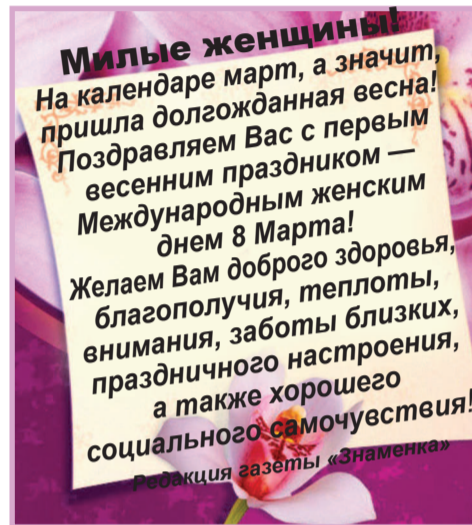 Милые женщины!
На календаре март, а значит,
пришла долгожданная весна!
Поздравляем Вас с первым
весенним праздником —
Международным женским
днем 8 Марта!
Желаем Вам доброго здоровья,
благополучия, теплоты,
внимания, заботы близких,
праздничного настроения,
а также хорошего
социального самочувствия!
Редакция газеты «Знаменка»